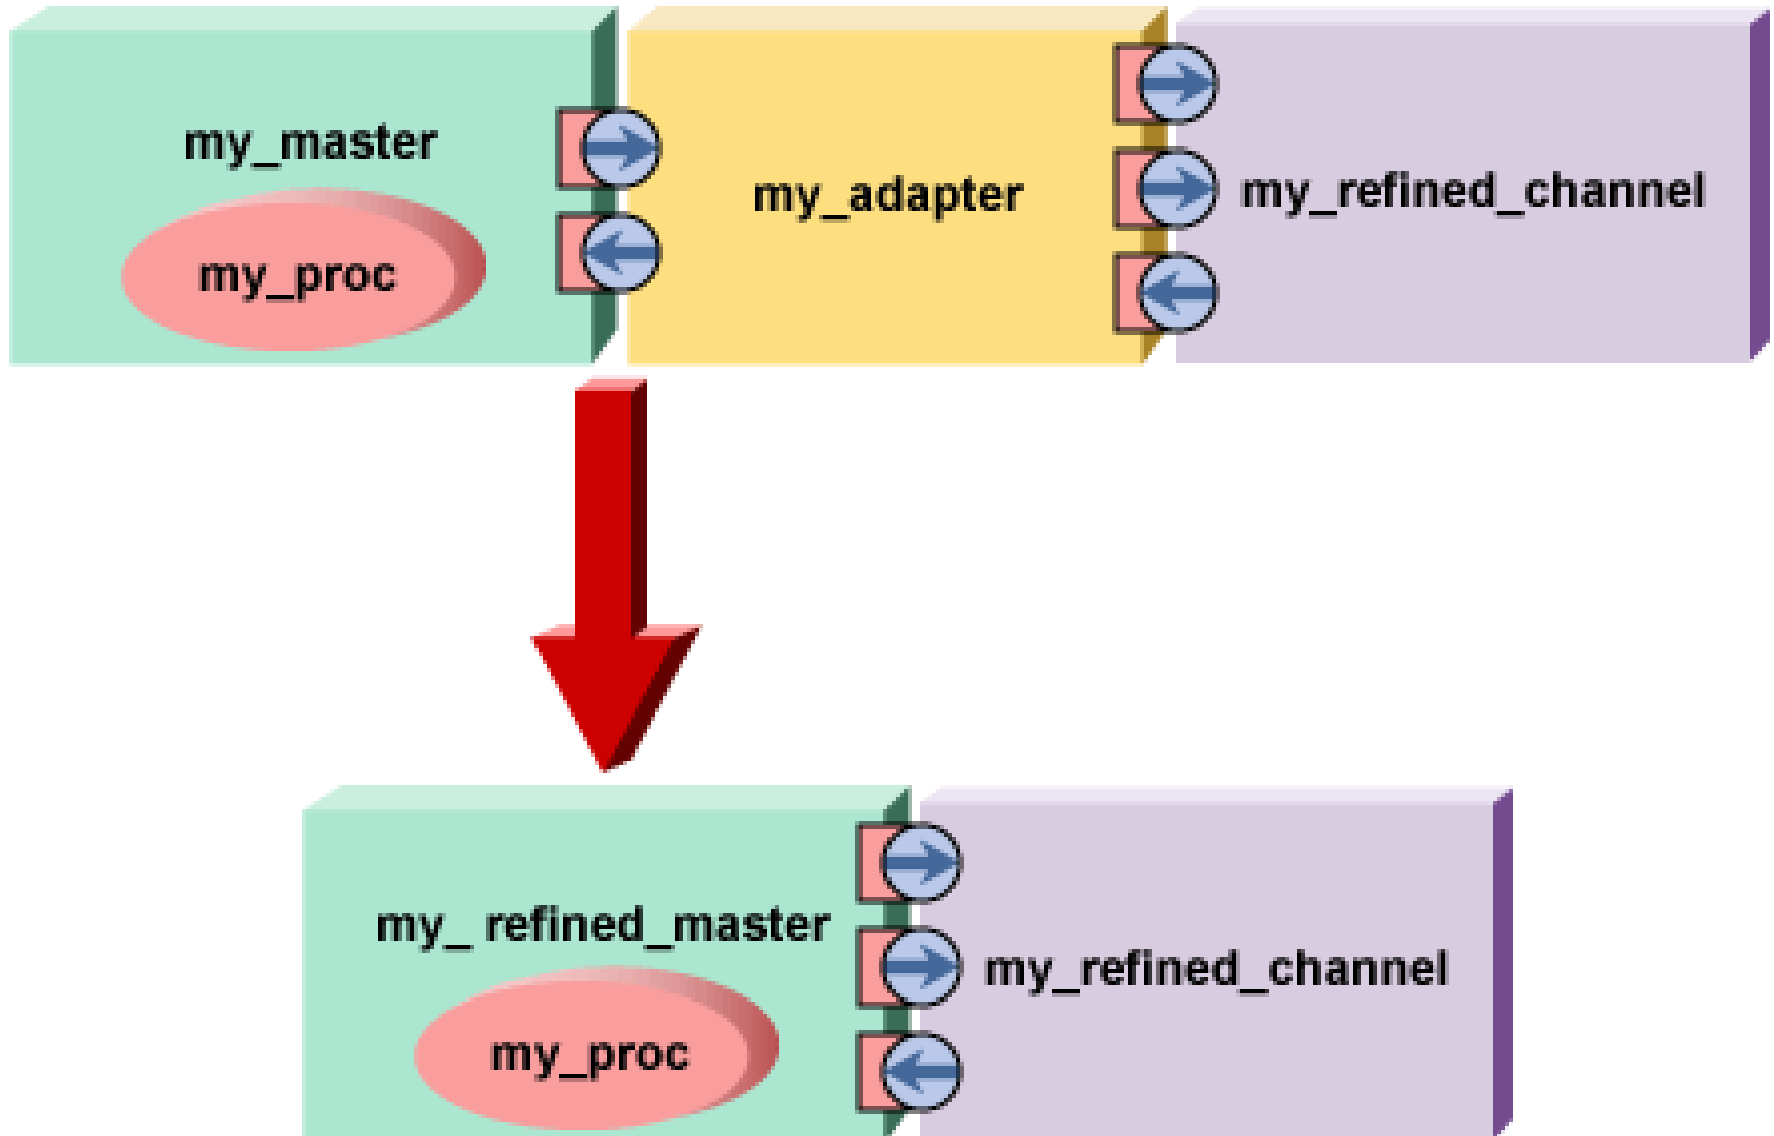 my_master
my_proc
my_adapter
my_refined_channel
my_ refined_master
my_proc
my_refined_channel